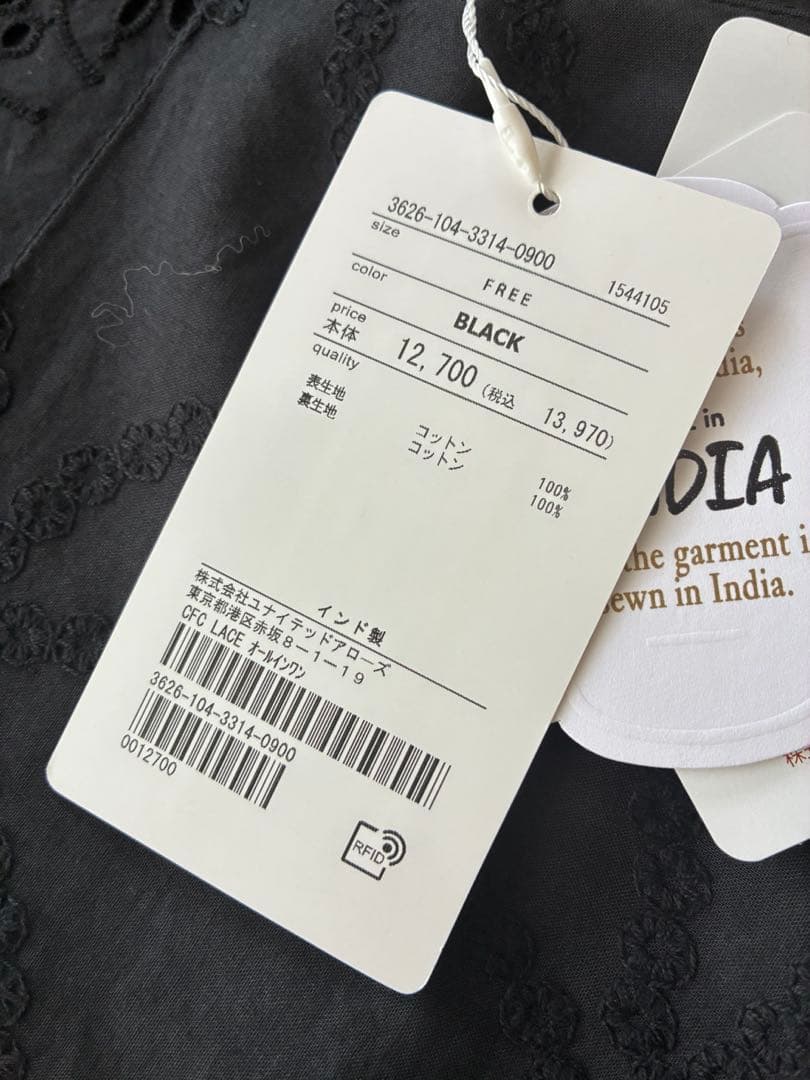 3626-104-3314-0900
size
1544105
FREE
color
BLACK
price
本体 12,700 (税込 13,970)
quality
表生地 コットン 100%
裏生地 コットン 100%
インド製
株式会社ユナイテッドアローズ
東京都港区赤坂8-1-19
CFC LACE オールインワン
3626-104-3314-0900
0012700
RFID
in
the garment
sewn in India.